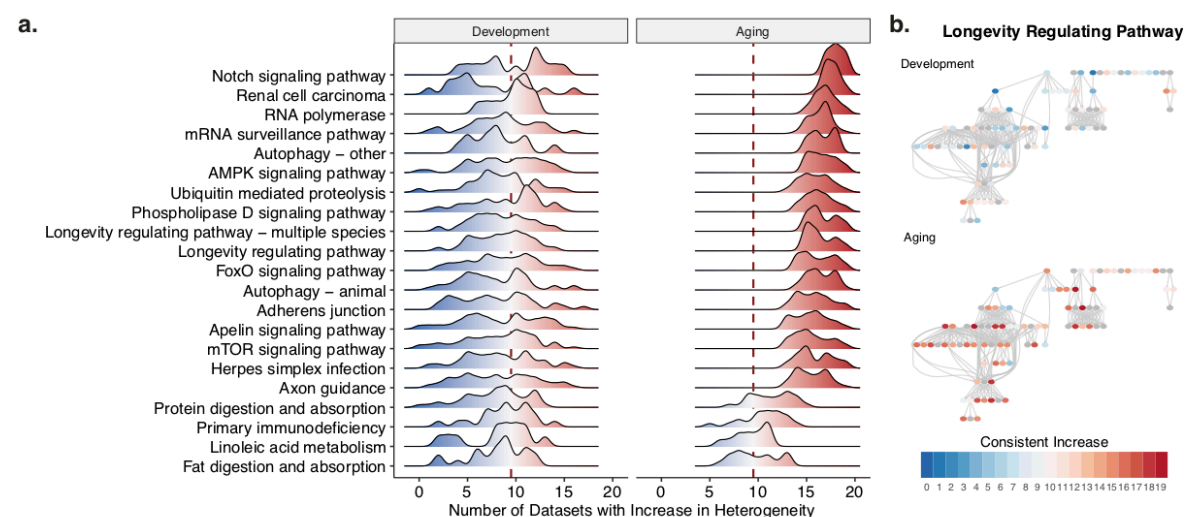 a.
Development
Aging
Notch signaling pathway
Renal cell carcinoma
RNA polymerase
mRNA surveillance pathway
Autophagy − other
AMPK signaling pathway
Ubiquitin mediated proteolysis
Phospholipase D signaling pathway
Longevity regulating pathway − multiple species
Longevity regulating pathway
FoxO signaling pathway
Autophagy − animal
Adherens junction
Apelin signaling pathway
mTOR signaling pathway
Herpes simplex infection
Axon guidance
Protein digestion and absorption
Primary immunodeficiency
Linoleic acid metabolism
Fat digestion and absorption
0 5 10 15 20
0 5 10 15 20
Number of Datasets with Increase in Heterogeneity
b.
Longevity Regulating Pathway
Development
Aging
Consistent Increase
0 1 2 3 4 5 6 7 8 9 10 11 12 13 14 15 16 17 18 19